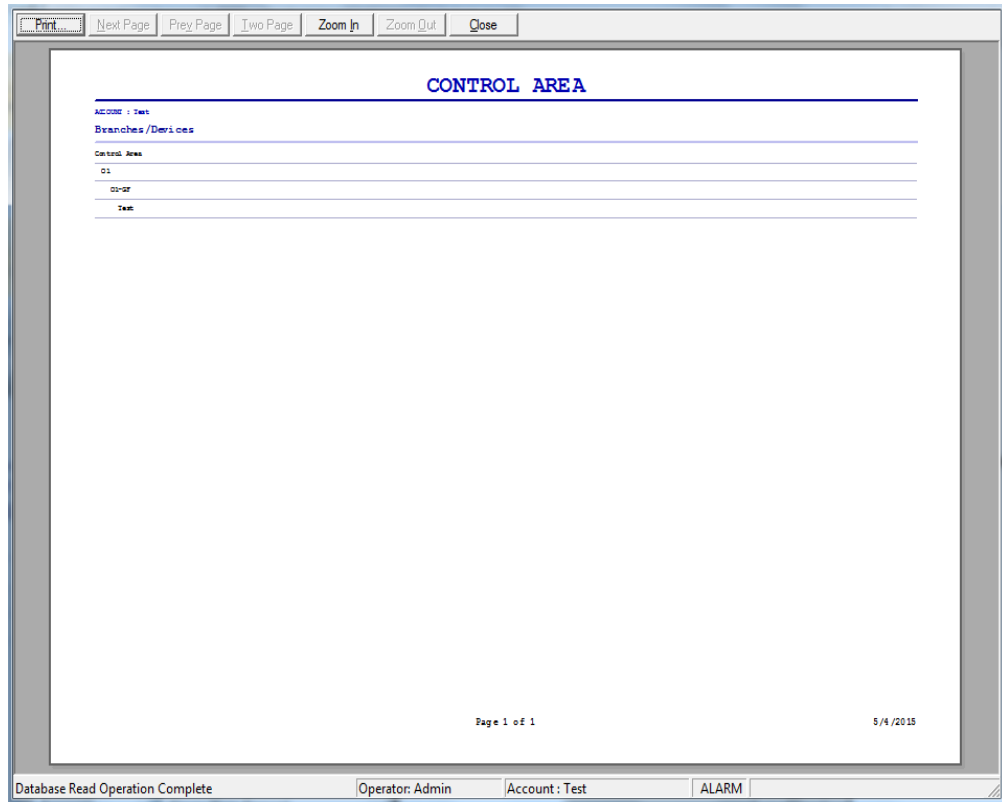 Print... Next Page Prev Page Two Page Zoom In Zoom Out Close
CONTROL AREA
ACCOUNT : Test
Branches/Devices
Control Area
01
01-GF
Test
Page 1 of 1 5/4/2015
Database Read Operation Complete Operator: Admin Account : Test ALARM